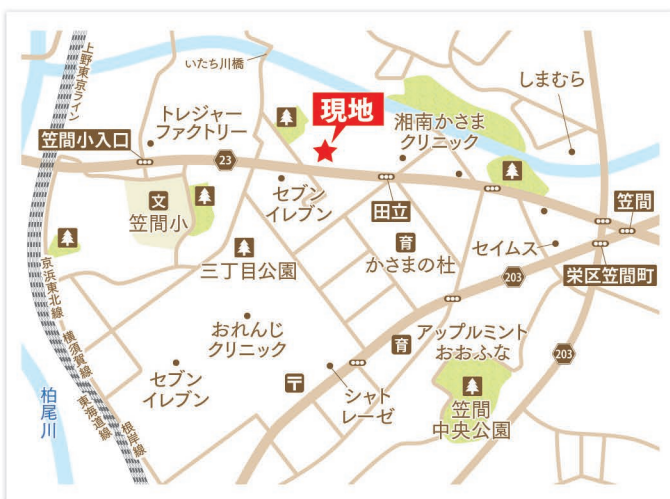 上野東京ライン
いたち川橋
しまむら
トレジャー
ファクトリー
現地
湘南かさま
クリニック
笠間小入口
23
文
笠間小
セブン
イレブン
田立
笠間
育
かさまの杜
セイムス
栄区笠間町
三丁目公園
203
京浜東北線
横須賀線
東海道線
根岸線
おれんじ
クリニック
育
アップルミント
おおふな
203
セブン
イレブン
〒
シャト
レーゼ
笠間
中央公園
柏尾川